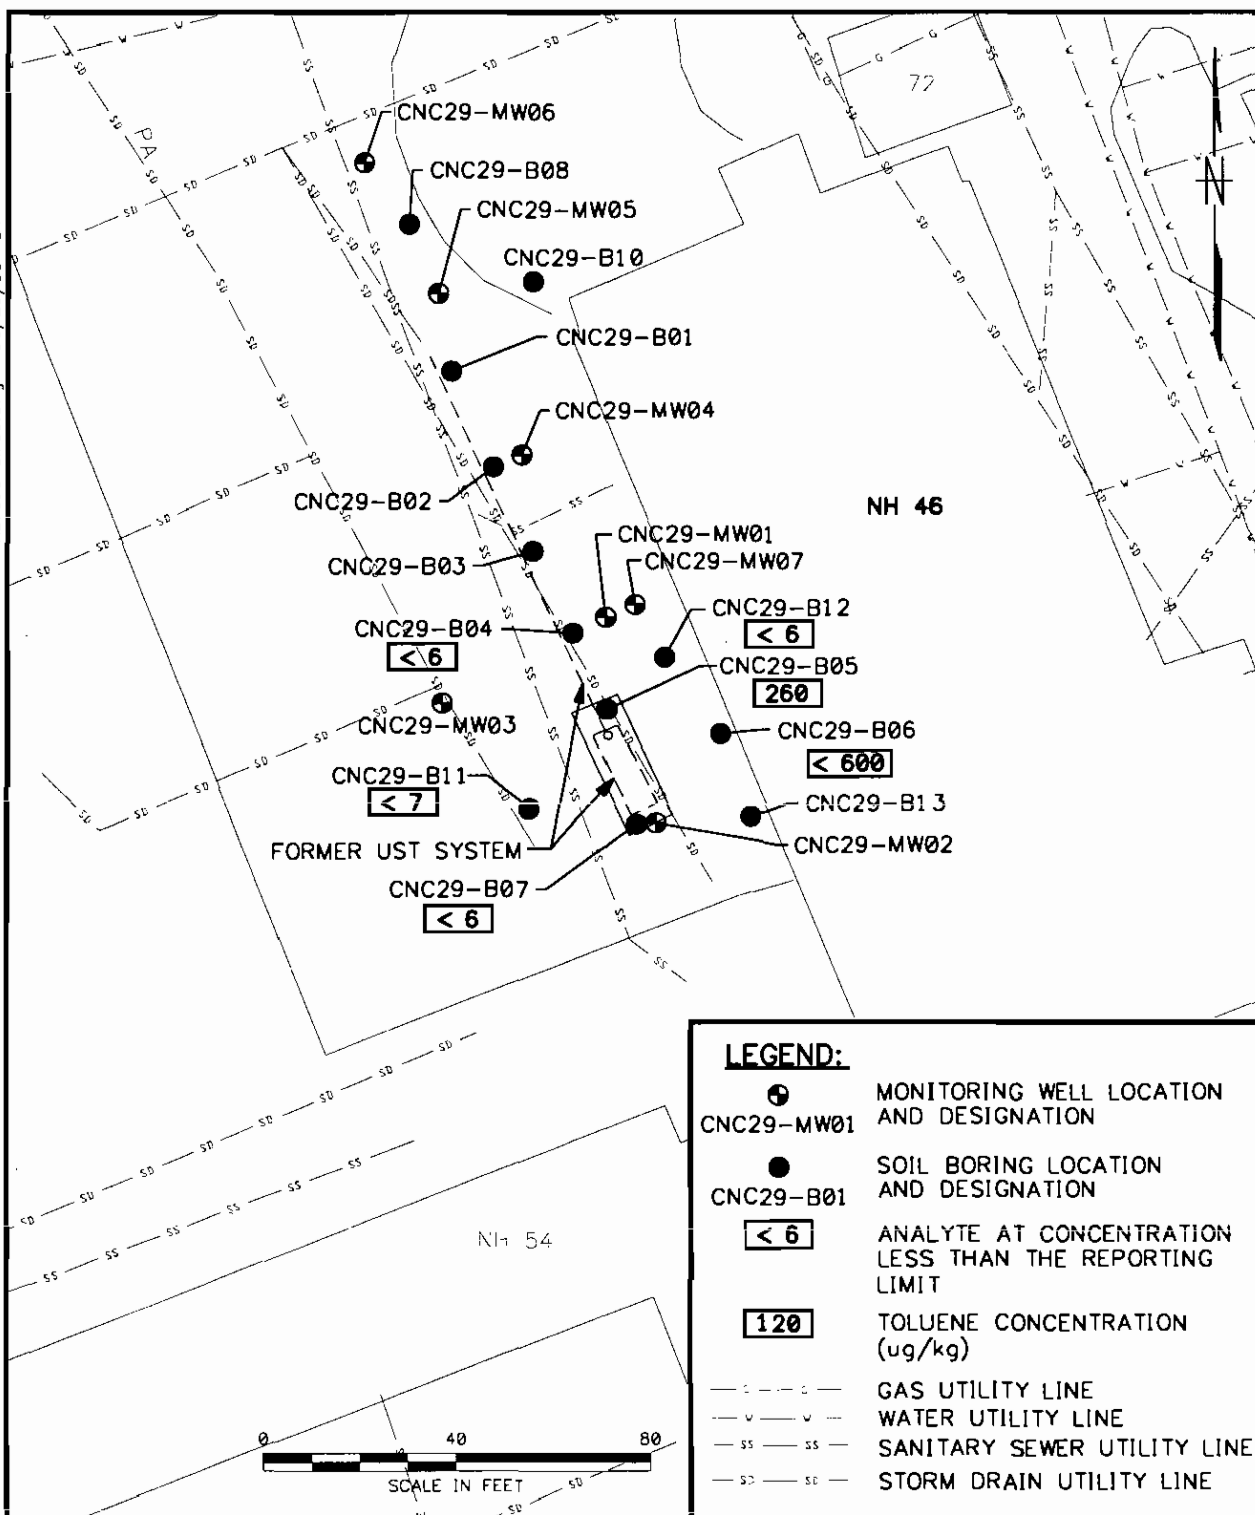 CNC29-MW06
72
PA
CNC29-B08
N
CNC29-MW05
CNC29-B10
CNC29-B01
CNC29-MW04
CNC29-B02
NH 46
CNC29-MW01
CNC29-B03
CNC29-MW07
CNC29-B04
< 6
CNC29-B12
< 6
CNC29-B05
260
CNC29-MW03
CNC29-B06
< 600
CNC29-B11
< 7
CNC29-B13
FORMER UST SYSTEM
CNC29-MW02
CNC29-B07
< 6
NH 54
LEGEND:
CNC29-MW01
MONITORING WELL LOCATION
AND DESIGNATION
CNC29-B01
SOIL BORING LOCATION
AND DESIGNATION
< 6
ANALYTE AT CONCENTRATION
LESS THAN THE REPORTING
LIMIT
120
TOLUENE CONCENTRATION
(ug/kg)
GAS UTILITY LINE
W W
WATER UTILITY LINE
SS SS
SANITARY SEWER UTILITY LINE
SD SD
STORM DRAIN UTILITY LINE
0 40 80
SCALE IN FEET